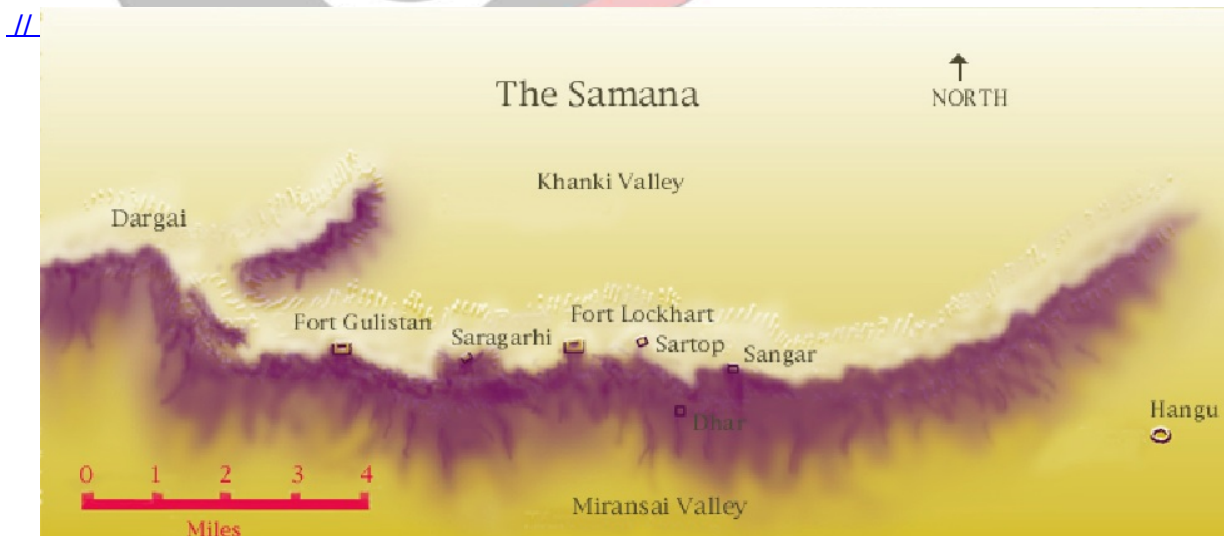 //
The Samana
NORTH
Khanki Valley
Dargai
Fort Gulistan
Saragarhi
Fort Lockhart
Sartop
Sangar
Dhar
Hangu
0 1 2 3 4
Miles
Miransai Valley